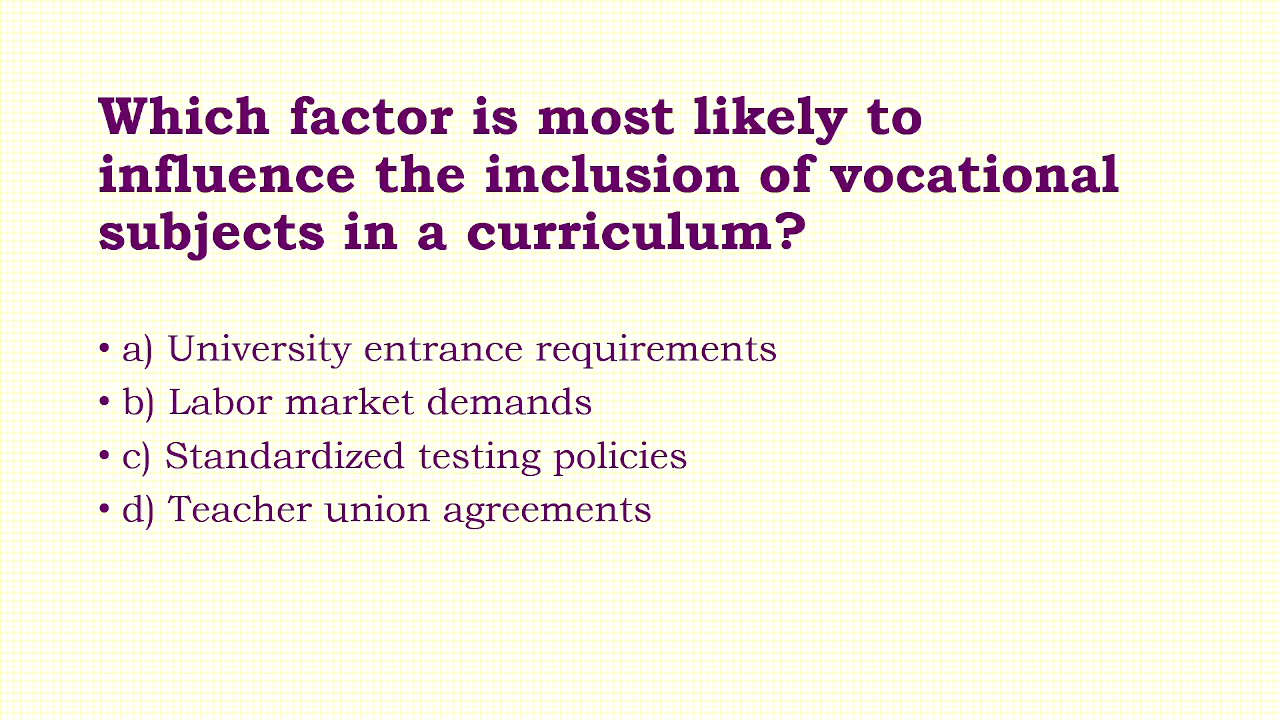 Which factor is most likely to
influence the inclusion of vocational
subjects in a curriculum?
• a) University entrance requirements
• b) Labor market demands
• c) Standardized testing policies
• d) Teacher union agreements